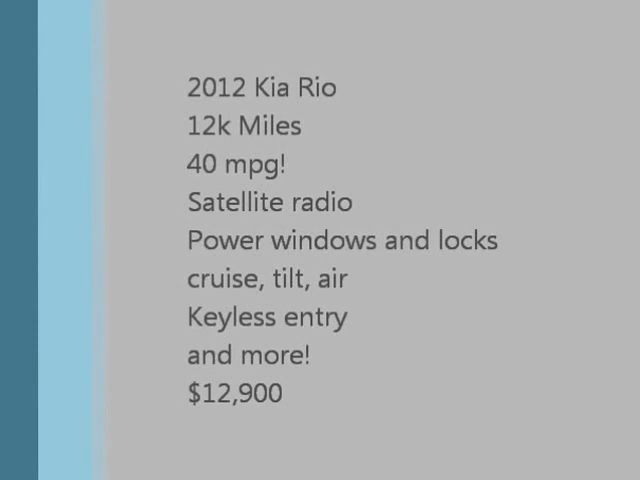 2012 Kia Rio
12k Miles
40 mpg!
Satellite radio
Power windows and locks
cruise, tilt, air
Keyless entry
and more!
$12,900